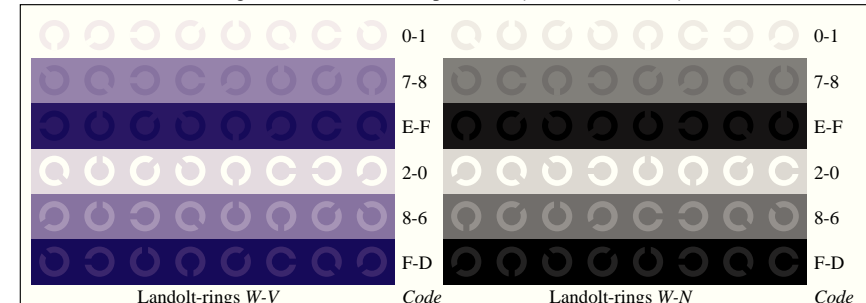 0-1 0-1
7-8 7-8
E-F E-F
2-0 2-0
8-6 8-6
F-D F-D
Landolt-rings W-V Code Landolt-rings W-N Code